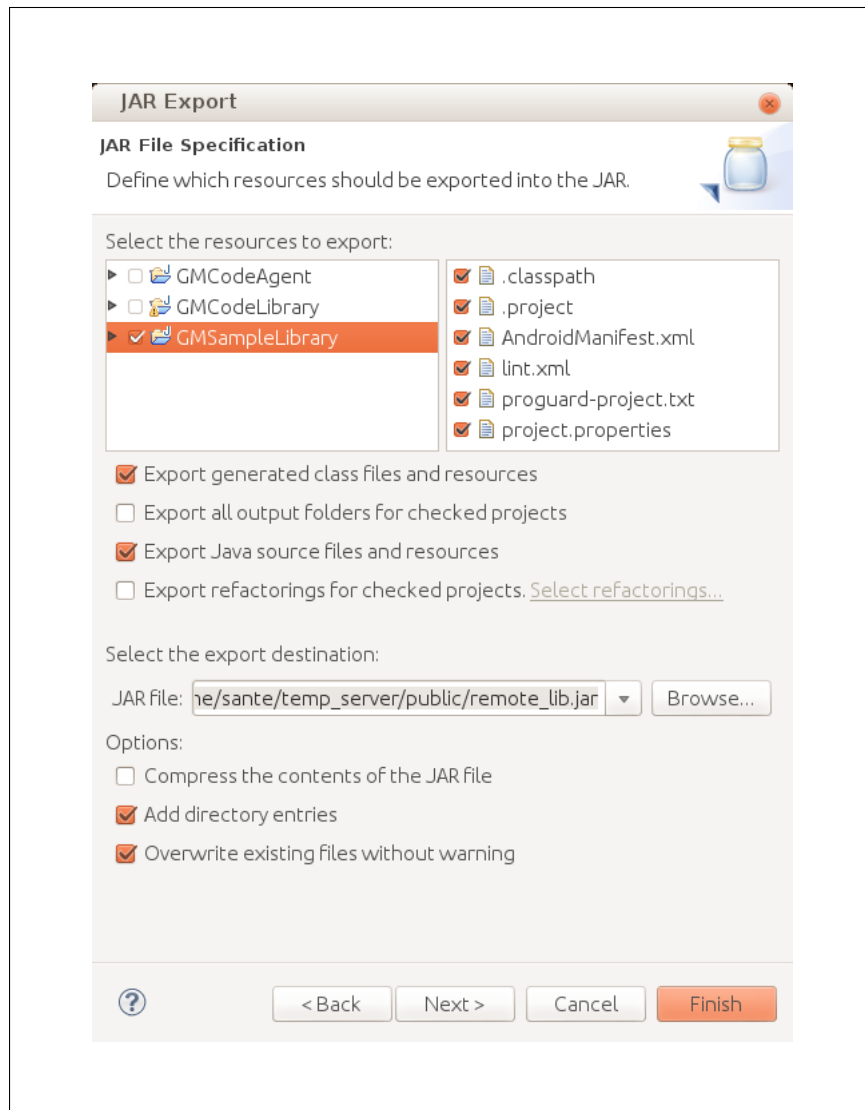 JAR Export
JAR File Specification
Define which resources should be exported into the JAR.
Select the resources to export:
GMCodeAgent
GMCodeLibrary
GMSampleLibrary
.classpath
.project
AndroidManifest.xml
lint.xml
proguard-project.txt
project.properties
Export generated class files and resources
Export all output folders for checked projects
Export Java source files and resources
Export refactorings for checked projects. Select refactorings...
Select the export destination:
JAR file: ne/sante/temp_server/public/remote_lib.jar Browse...
Options:
Compress the contents of the JAR file
Add directory entries
Overwrite existing files without warning
? < Back Next > Cancel Finish